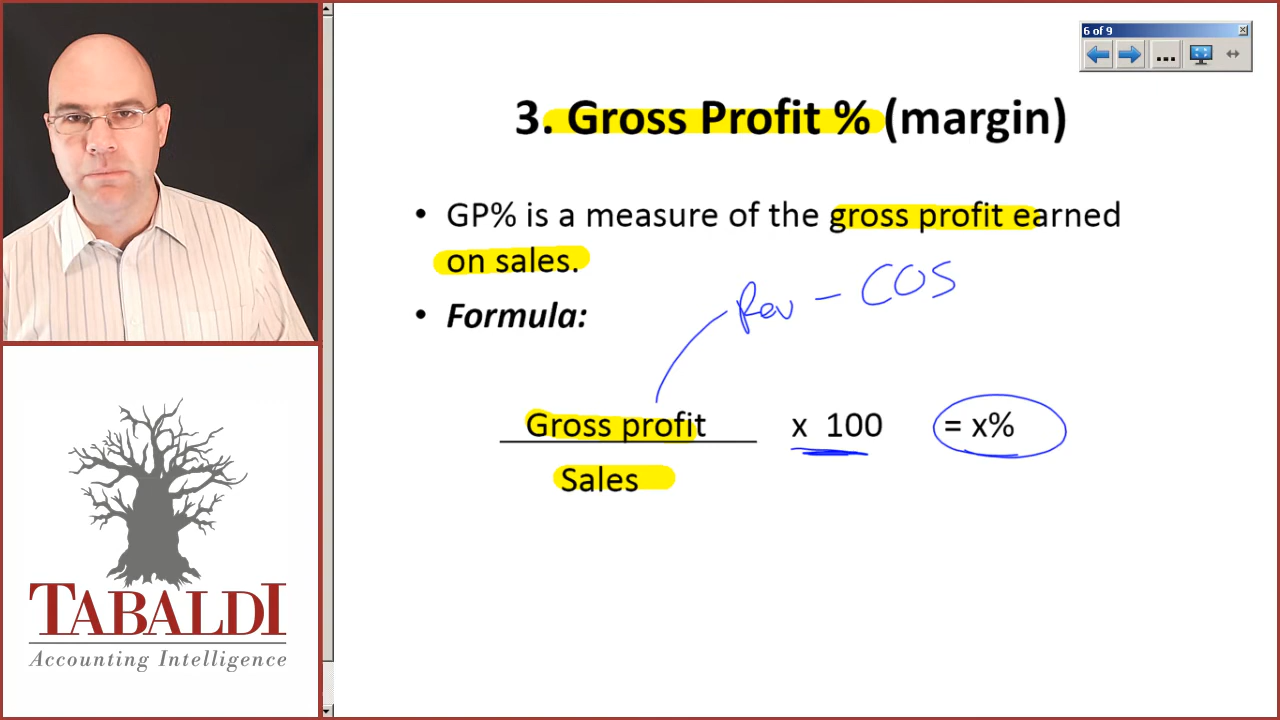 6 of 9
...
3. Gross Profit % (margin)
• GP% is a measure of the gross profit earned
on sales.
Rev - COS
• Formula:
Gross profit x 100 = x%
Sales
TABALDI
Accounting Intelligence